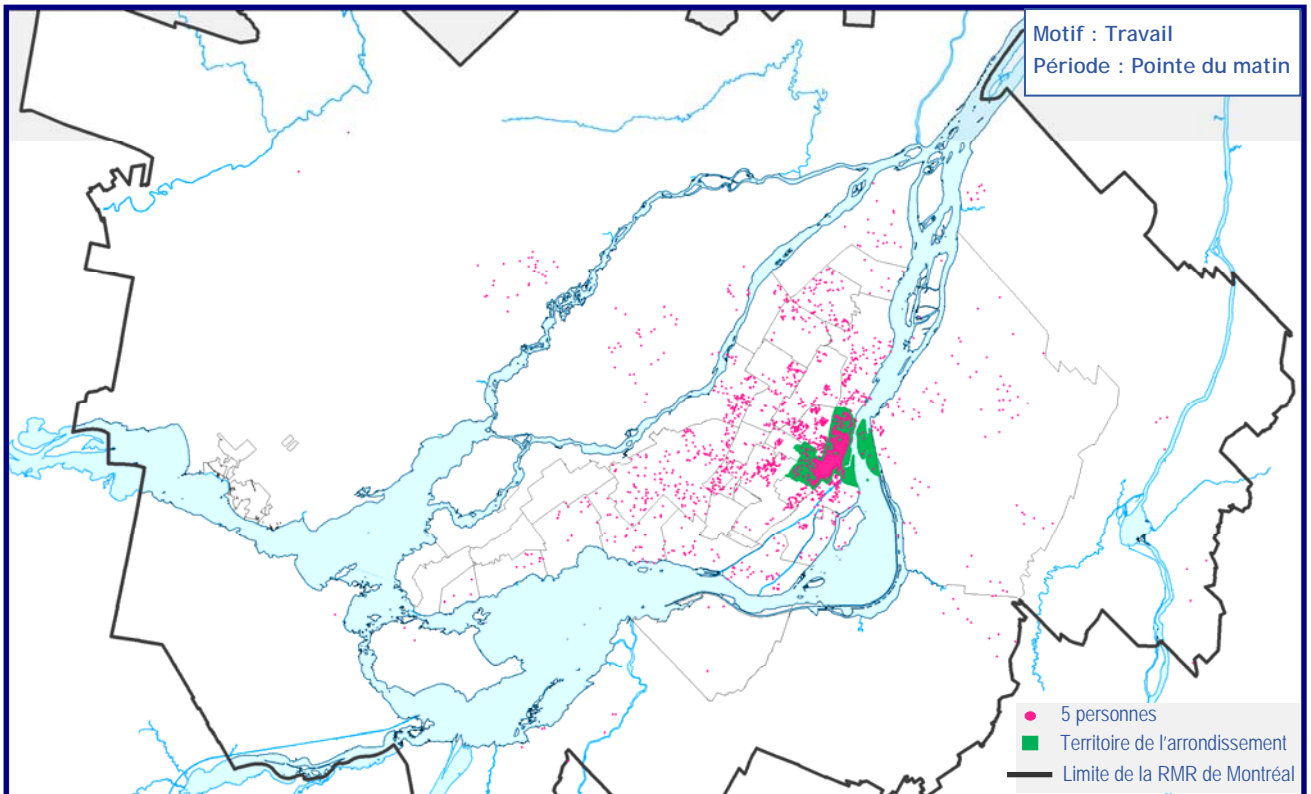 Motif : Travail
Période : Pointe du matin
5 personnes
Territoire de l'arrondissement
Limite de la RMR de Montréal